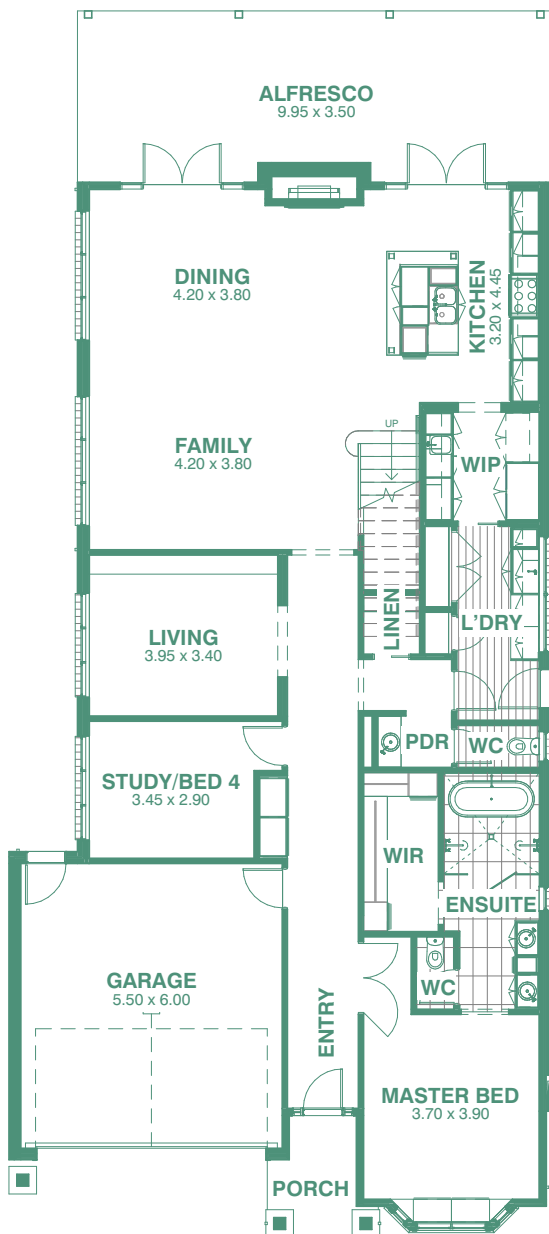 ALFRESCO
9.95 x 3.50
DINING
4.20 x 3.80
KITCHEN
3.20 x 4.45
FAMILY
4.20 x 3.80
UP
WIP
LIVING
3.95 x 3.40
LINEN
L'DRY
PDR
WC
STUDY/BED 4
3.45 x 2.90
WIR
ENSUITE
GARAGE
5.50 x 6.00
WC
ENTRY
MASTER BED
3.70 x 3.90
PORCH